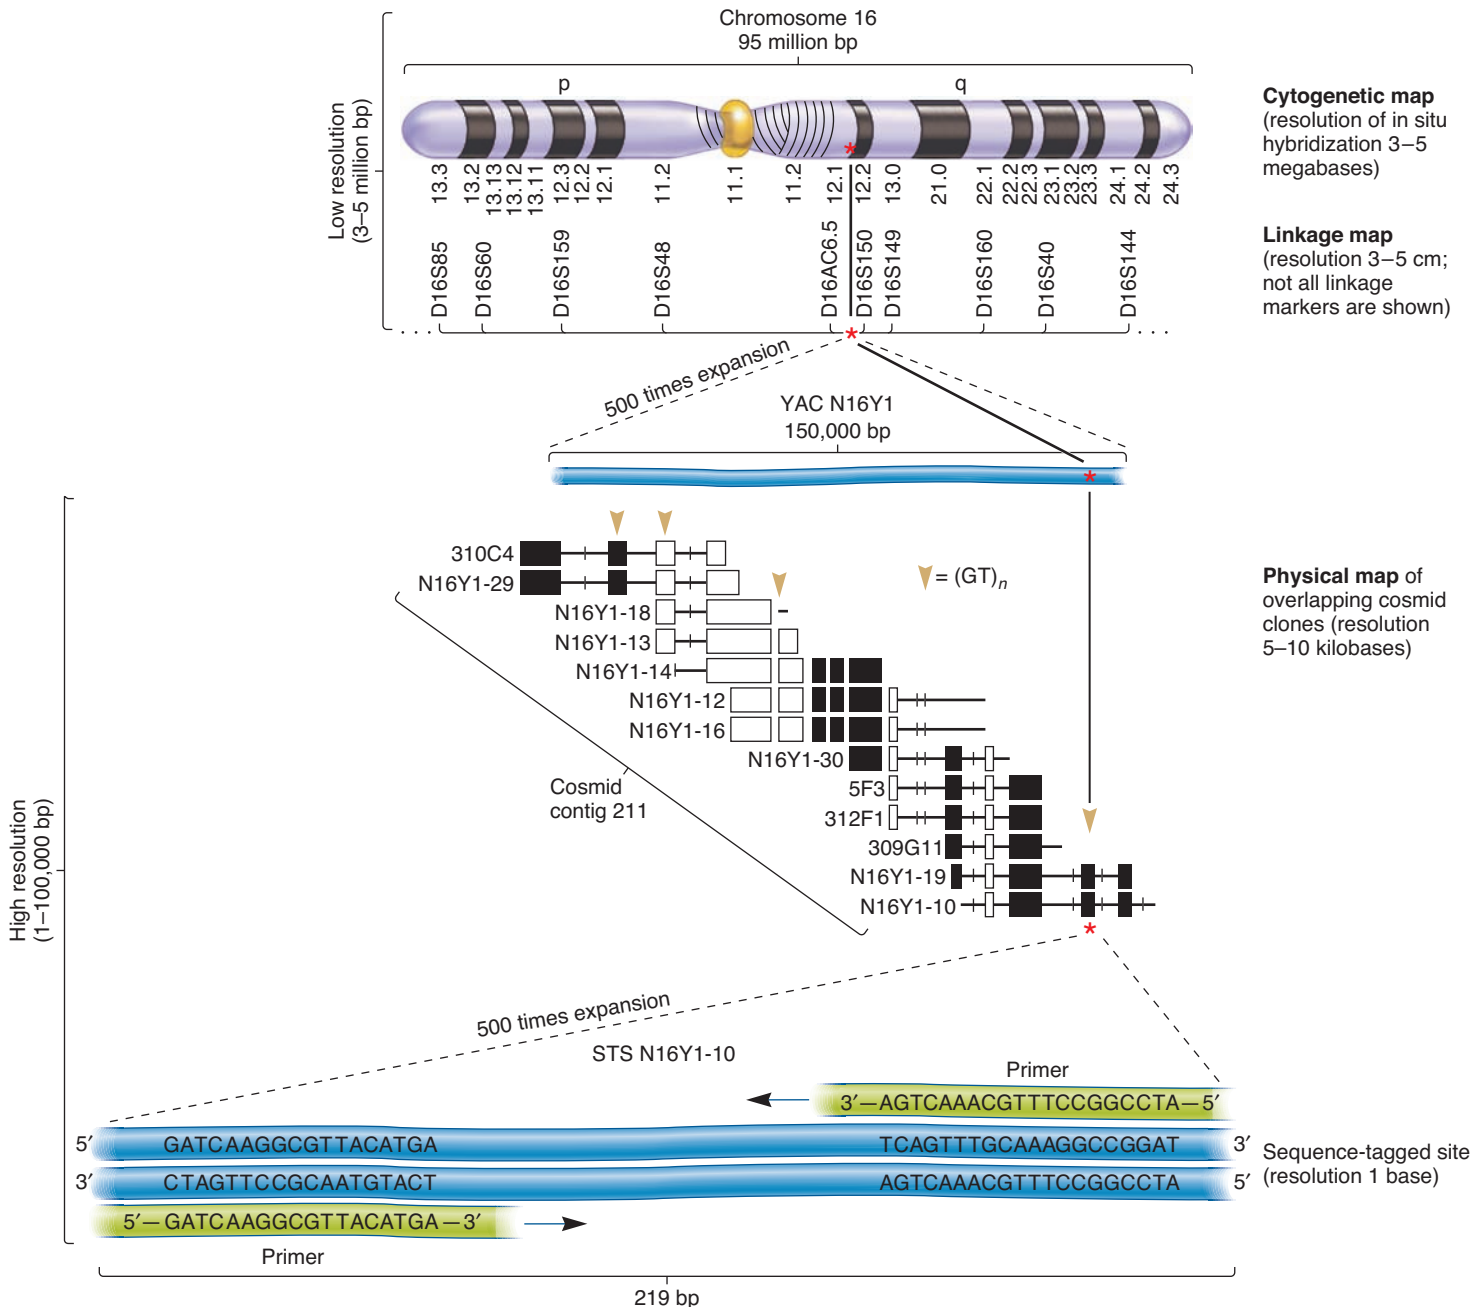 Chromosome 16
95 million bp
p
q
Low resolution
(3–5 million bp)
13.3
13.2
13.13
13.12
13.11
12.3
12.2
12.1
11.2
11.1
11.2
12.1
12.2
13.0
21.0
22.1
22.2
22.3
23.1
23.2
23.3
24.1
24.2
24.3
Cytogenetic map
(resolution of in situ
hybridization 3–5
megabases)
D16S85
D16S60
D16S159
D16S48
D16AC6.5
D16S150
D16S149
D16S160
D16S40
D16S144
Linkage map
(resolution 3–5 cm;
not all linkage
markers are shown)
. . . .
* . . .
500 times expansion
YAC N16Y1
150,000 bp
*
High resolution
(1–100,000 bp)
310C4
N16Y1-29
N16Y1-18
N16Y1-13
N16Y1-14
N16Y1-12
N16Y1-16
N16Y1-30
5F3
312F1
309G11
N16Y1-19
N16Y1-10
= (GT)n
Cosmid
contig 211
Physical map of
overlapping cosmid
clones (resolution
5–10 kilobases)
*
500 times expansion
STS N16Y1-10
Primer
3′–AGTCAAACGTTTCCGGCCTA–5′
5′ GATCAAGGCGTTACATGA TCAGTTTGCAAAGGCCGGAT 3′
3′ CTAGTTCCGCAATGTACT AGTCAAACGTTTCCGGCCTA 5′
5′–GATCAAGGCGTTACATGA–3′
Primer
Sequence-tagged site
(resolution 1 base)
219 bp